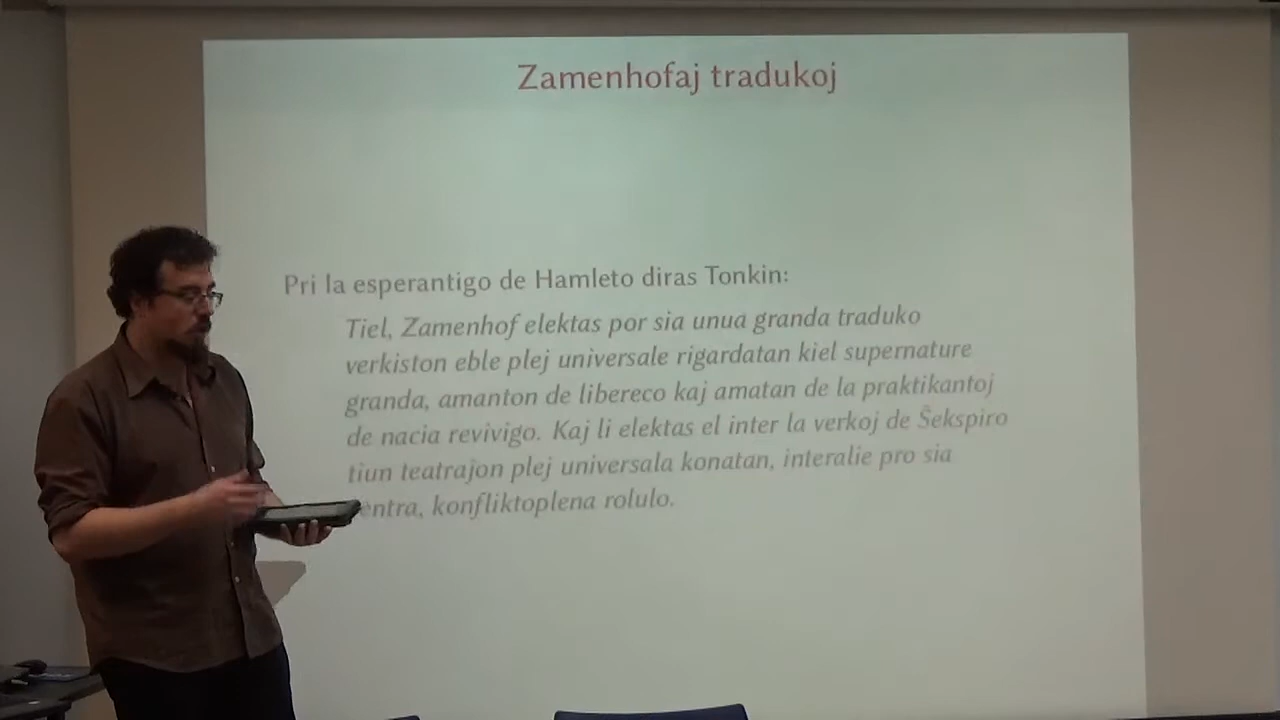 Zamenhofaj tradukoj
Pri la esperantigo de Hamleto diras Tonkin:
Tiel, Zamenhof elektas por sia unua granda traduko
verkiston eble plej universale rigardatan kiel supernature
granda, amanton de libereco kaj amatan de la praktikantoj
de nacia revivigo. Kaj li elektas el inter la verkoj de Ŝekspiro
tiun teatraĵon plej universala konatan, interalie pro sia
entra, konfliktoplena rolulo.